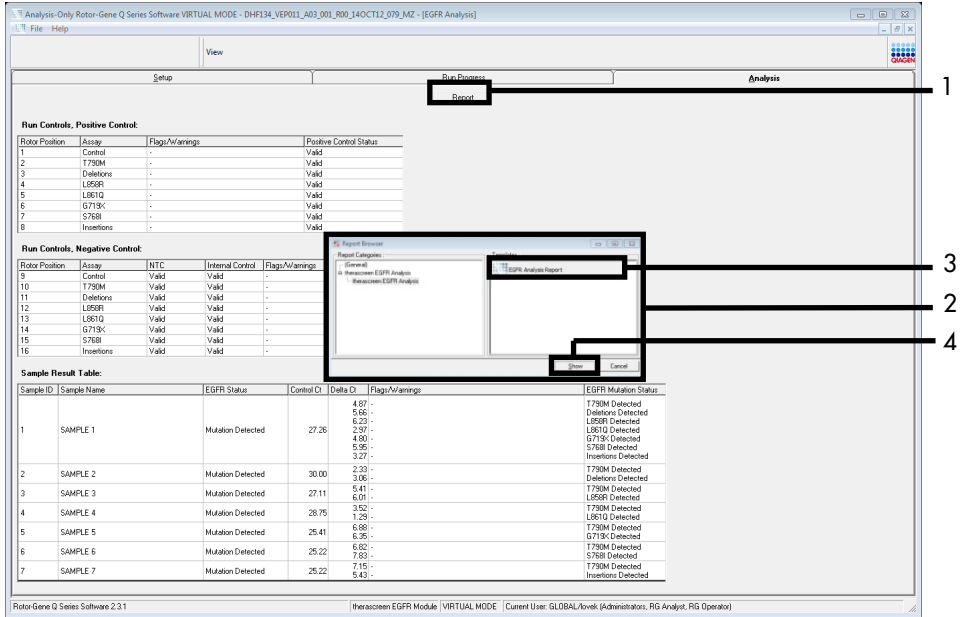 Analysis-Only Rotor-Gene Q Series Software VIRTUAL MODE - DHF134_VEP011_A03_001_R00_14OCT12_079_MZ - [EGFR Analysis]
File Help
View
QIAGEN
Setup Run Progress Analysis
Report
1
Run Controls, Positive Control:
Rotor Position Assay Flags/Warnings Positive Control Status
1 Control - Valid
2 T790M - Valid
3 Deletions - Valid
4 L858R - Valid
5 L861Q - Valid
6 G719X - Valid
7 S768I - Valid
8 Insertions - Valid
Run Controls, Negative Control:
Rotor Position Assay NTC Internal Control Flags/Warnings
9 Control Valid Valid -
10 T790M Valid Valid -
11 Deletions Valid Valid -
12 L858R Valid Valid -
13 L861Q Valid Valid -
14 G719X Valid Valid -
15 S768I Valid Valid -
16 Insertions Valid Valid -
Report Browser
Report Categories Templates
(General)
therascreen EGFR Analysis
therascreen EGFR Analysis
EGFR Analysis Report
Show Cancel
3
2
4
Sample Result Table:
Sample ID Sample Name EGFR Status Control Ct Delta Ct Flags/Warnings EGFR Mutation Status
4.87 - T790M Detected
5.66 - Deletions Detected
6.23 - L858R Detected
1 SAMPLE 1 Mutation Detected 27.26 2.97 - L861Q Detected
4.80 - G719X Detected
5.95 - S768I Detected
3.27 - Insertions Detected
2 SAMPLE 2 Mutation Detected 30.00 2.33 - T790M Detected
3.06 - Deletions Detected
3 SAMPLE 3 Mutation Detected 27.11 5.41 - T790M Detected
6.01 - L858R Detected
4 SAMPLE 4 Mutation Detected 28.75 3.52 - T790M Detected
1.29 - L861Q Detected
5 SAMPLE 5 Mutation Detected 25.41 6.88 - T790M Detected
6.35 - G719X Detected
6 SAMPLE 6 Mutation Detected 25.22 6.82 - T790M Detected
7.83 - S768I Detected
7 SAMPLE 7 Mutation Detected 25.22 7.15 - T790M Detected
5.43 - Insertions Detected
Rotor-Gene Q Series Software 2.3.1 therascreen EGFR Module VIRTUAL MODE Current User: GLOBAL/lovek (Administrators, RG Analyst, RG Operator)